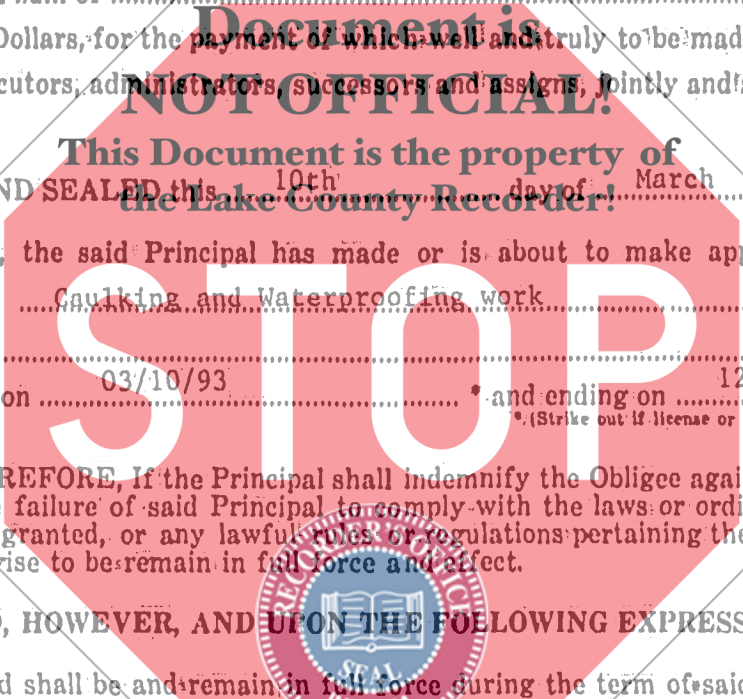 Document is
Dollars, for the payment of which well and truly to be mad
NOT OFFICIAL!
cutors, administrators, successors and assigns, jointly and
This Document is the property of
ND SEALED this 10th day of March
the Lake County Recorder!
, the said Principal has made or is about to make app
STOP
Caulking and Waterproofing work
on 03/10/93 * and ending on 12
* (Strike out if license or
REFORE, If the Principal shall indemnify the Obligee agai
failure of said Principal to comply with the laws or ordi
granted, or any lawful rules or regulations pertaining the
vise to be remain in full force and effect.
RECORDER'S OFFICE
D, HOWEVER, AND UPON THE FOLLOWING EXPRESS
SEAL
d shall be and remain in full force during the term of said